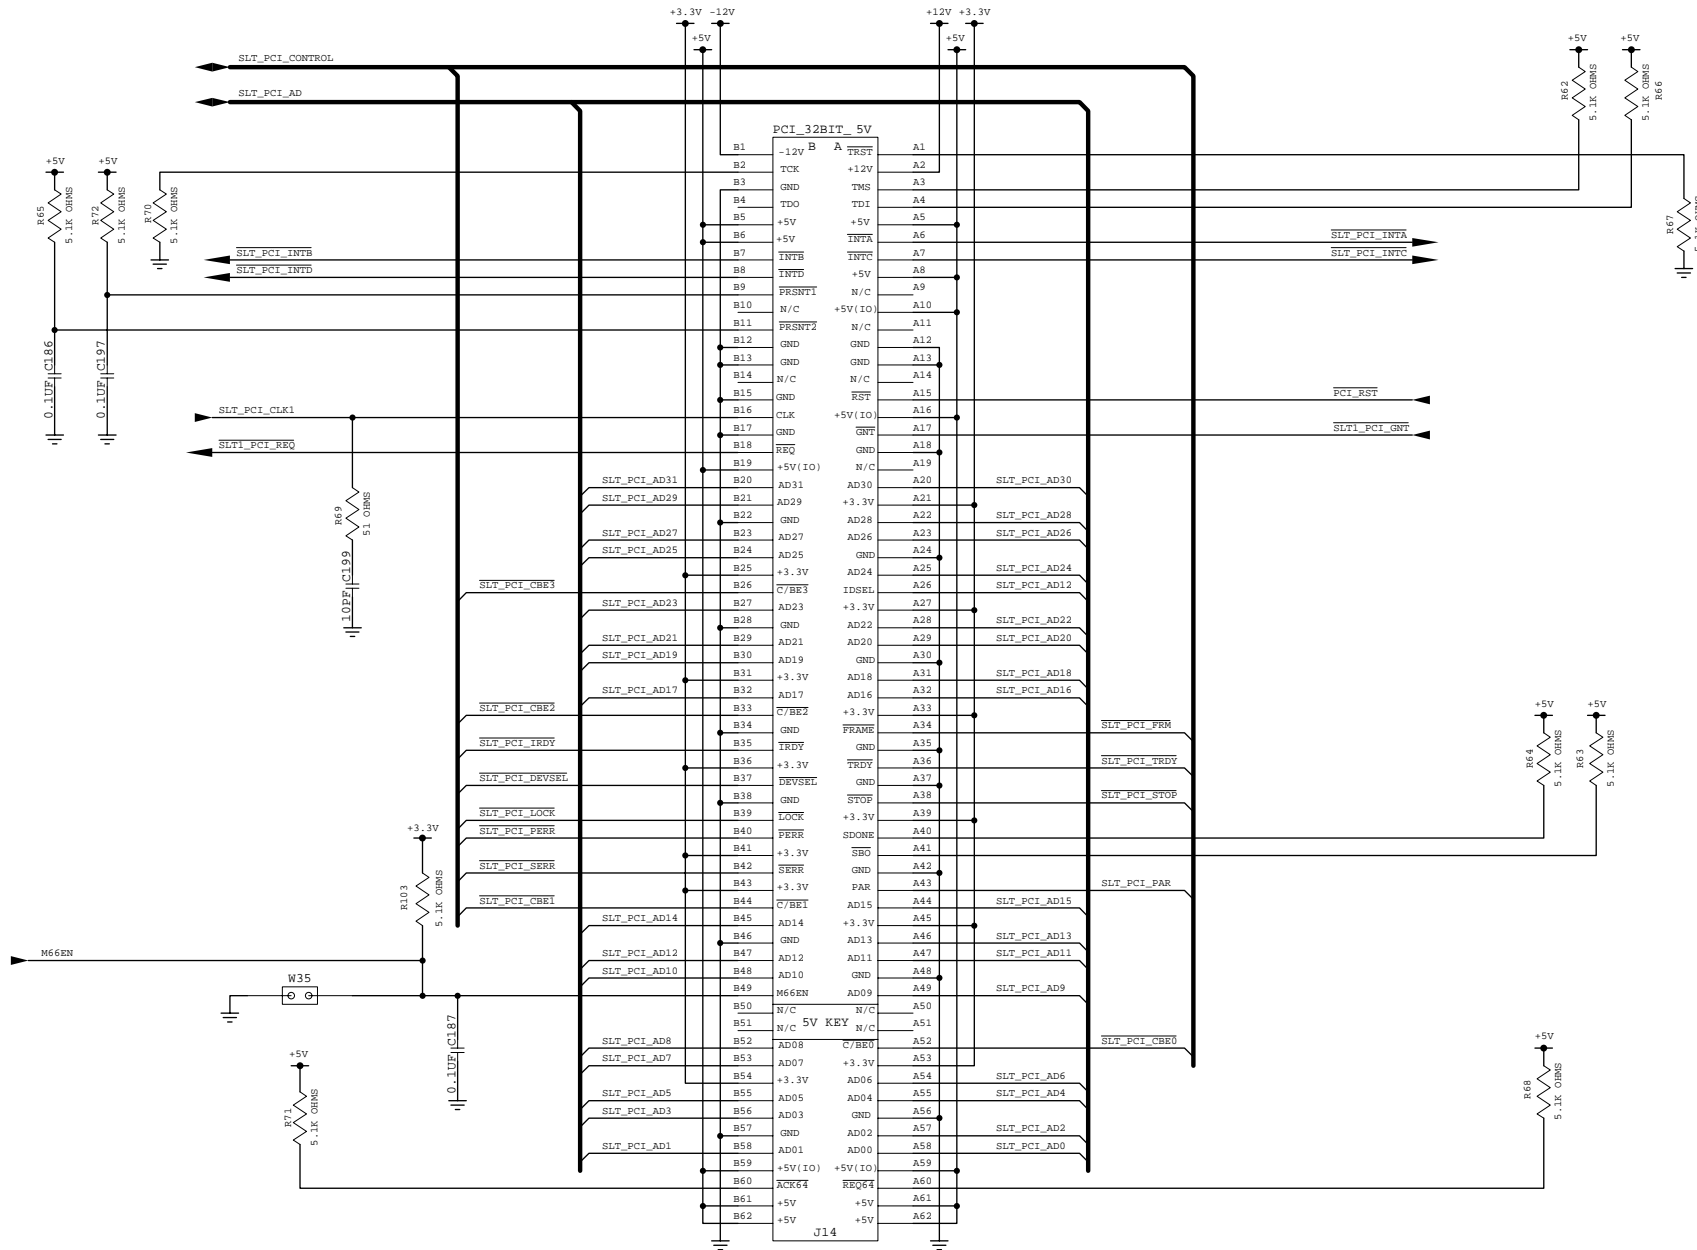 +3.3V -12V
+12V +3.3V
+5V
+5V
+5V
+5V
SLT_PCI_CONTROL
SLT_PCI_AD
R62
5.1K OHMS
R66
5.1K OHMS
PCI_32BIT_ 5V
B A
+5V
+5V
R65
5.1K OHMS
R72
5.1K OHMS
R70
5.1K OHMS
R67
B1 -12V TRST A1
B2 TCK +12V A2
B3 GND TMS A3
B4 TDO TDI A4
B5 +5V +5V A5
B6 +5V INTA A6 SLT_PCI_INTA
SLT_PCI_INTB B7 INTB INTC A7 SLT_PCI_INTC
SLT_PCI_INTD B8 INTD +5V A8
B9 PRSNT1 N/C A9
B10 N/C +5V(IO) A10
B11 PRSNT2 N/C A11
B12 GND GND A12
B13 GND GND A13
B14 N/C N/C A14
0.1UF C186
0.1UF C197
B15 GND RST A15 PCI_RST
SLT_PCI_CLK1 B16 CLK +5V(IO) A16
B17 GND GNT A17 SLT1_PCI_GNT
SLT1_PCI_REQ B18 REQ GND A18
B19 +5V(IO) N/C A19
SLT_PCI_AD31 B20 AD31 AD30 A20 SLT_PCI_AD30
SLT_PCI_AD29 B21 AD29 +3.3V A21
R69
51 OHMS
B22 GND AD28 A22 SLT_PCI_AD28
SLT_PCI_AD27 B23 AD27 AD26 A23 SLT_PCI_AD26
SLT_PCI_AD25 B24 AD25 GND A24
B25 +3.3V AD24 A25 SLT_PCI_AD24
10PF C199
SLT_PCI_CBE3 B26 C/BE3 IDSEL A26 SLT_PCI_AD12
SLT_PCI_AD23 B27 AD23 +3.3V A27
B28 GND AD22 A28 SLT_PCI_AD22
SLT_PCI_AD21 B29 AD21 AD20 A29 SLT_PCI_AD20
SLT_PCI_AD19 B30 AD19 GND A30
B31 +3.3V AD18 A31 SLT_PCI_AD18
SLT_PCI_AD17 B32 AD17 AD16 A32 SLT_PCI_AD16
SLT_PCI_CBE2 B33 C/BE2 +3.3V A33
B34 GND FRAME A34 SLT_PCI_FRM
+5V
+5V
R64
5.1K OHMS
R63
5.1K OHMS
SLT_PCI_IRDY B35 IRDY GND A35
B36 +3.3V TRDY A36 SLT_PCI_TRDY
SLT_PCI_DEVSEL B37 DEVSEL GND A37
B38 GND STOP A38 SLT_PCI_STOP
SLT_PCI_LOCK B39 LOCK +3.3V A39
+3.3V
SLT_PCI_PERR B40 PERR SDONE A40
B41 +3.3V SBO A41
SLT_PCI_SERR B42 SERR GND A42
B43 +3.3V PAR A43 SLT_PCI_PAR
R103
5.1K OHMS
SLT_PCI_CBE1 B44 C/BE1 AD15 A44 SLT_PCI_AD15
SLT_PCI_AD14 B45 AD14 +3.3V A45
B46 GND AD13 A46 SLT_PCI_AD13
M66EN SLT_PCI_AD12 B47 AD12 AD11 A47 SLT_PCI_AD11
SLT_PCI_AD10 B48 AD10 GND A48
W35
B49 M66EN AD09 A49 SLT_PCI_AD9
B50 N/C N/C A50
B51 N/C 5V KEY N/C A51
0.1UF C187
SLT_PCI_AD8 B52 AD08 C/BE0 A52 SLT_PCI_CBE0
+5V
+5V
SLT_PCI_AD7 B53 AD07 +3.3V A53
B54 +3.3V AD06 A54 SLT_PCI_AD6
SLT_PCI_AD5 B55 AD05 AD04 A55 SLT_PCI_AD4
R71
5.1K OHMS
R68
5.1K OHMS
SLT_PCI_AD3 B56 AD03 GND A56
B57 GND AD02 A57 SLT_PCI_AD2
SLT_PCI_AD1 B58 AD01 AD00 A58 SLT_PCI_AD0
B59 +5V(IO) +5V(IO) A59
B60 ACK64 REQ64 A60
B61 +5V +5V A61
B62 +5V +5V A62
J14